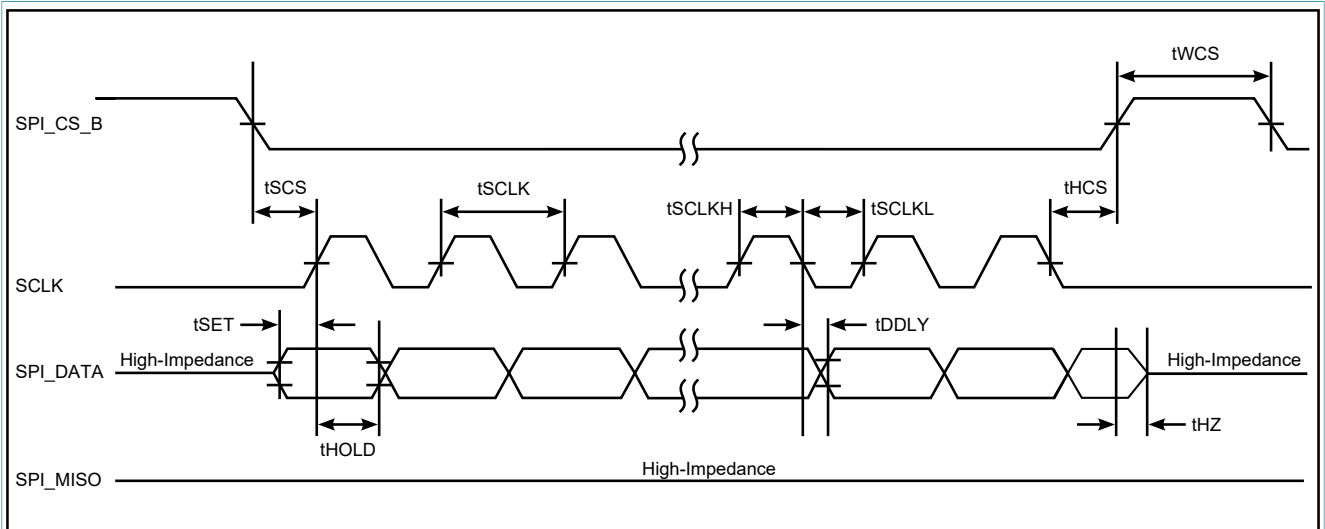 tWCS
SPI_CS_B
tSCS
tSCLK
tSCLKH
tSCLKL
tHCS
SCLK
tSET
tDDLY
High-Impedance
High-Impedance
SPI_DATA
tHOLD
tHZ
High-Impedance
SPI_MISO